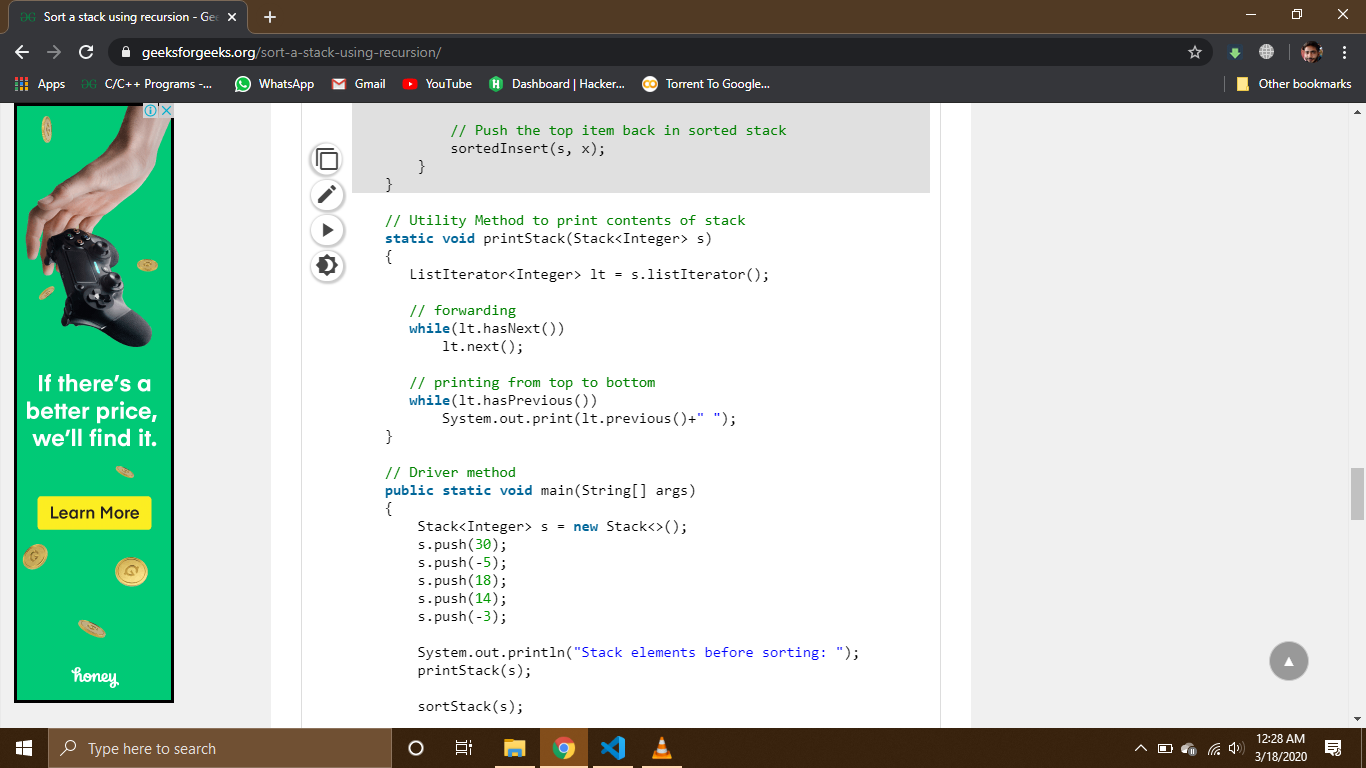 Sort a stack using recursion - Gee
geeksforgeeks.org/sort-a-stack-using-recursion/
Apps
C/C++ Programs -...
WhatsApp
Gmail
YouTube
Dashboard | Hacker...
Torrent To Google...
Other bookmarks
If there's a
better price,
we'll find it.
Learn More
honey
// Push the top item back in sorted stack
sortedInsert(s, x);
}
}
// Utility Method to print contents of stack
static void printStack(Stack<Integer> s)
{
ListIterator<Integer> lt = s.listIterator();
// forwarding
while(lt.hasNext())
lt.next();
// printing from top to bottom
while(lt.hasPrevious())
System.out.print(lt.previous()+" ");
}
// Driver method
public static void main(String[] args)
{
Stack<Integer> s = new Stack<>();
s.push(30);
s.push(-5);
s.push(18);
s.push(14);
s.push(-3);
System.out.println("Stack elements before sorting: ");
printStack(s);
sortStack(s);
Type here to search
12:28 AM
3/18/2020